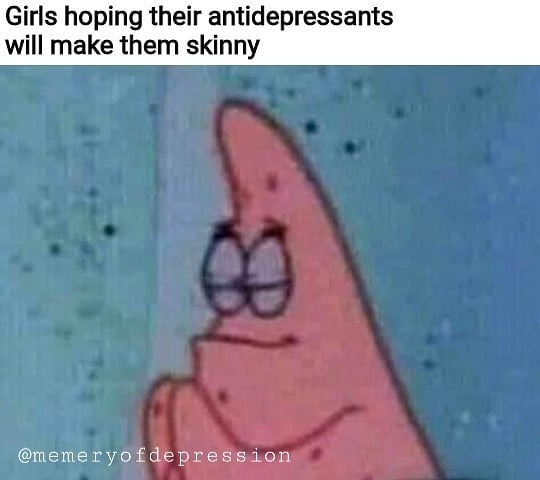 Girls hoping their antidepressants
will make them skinny
@memeryofdepression